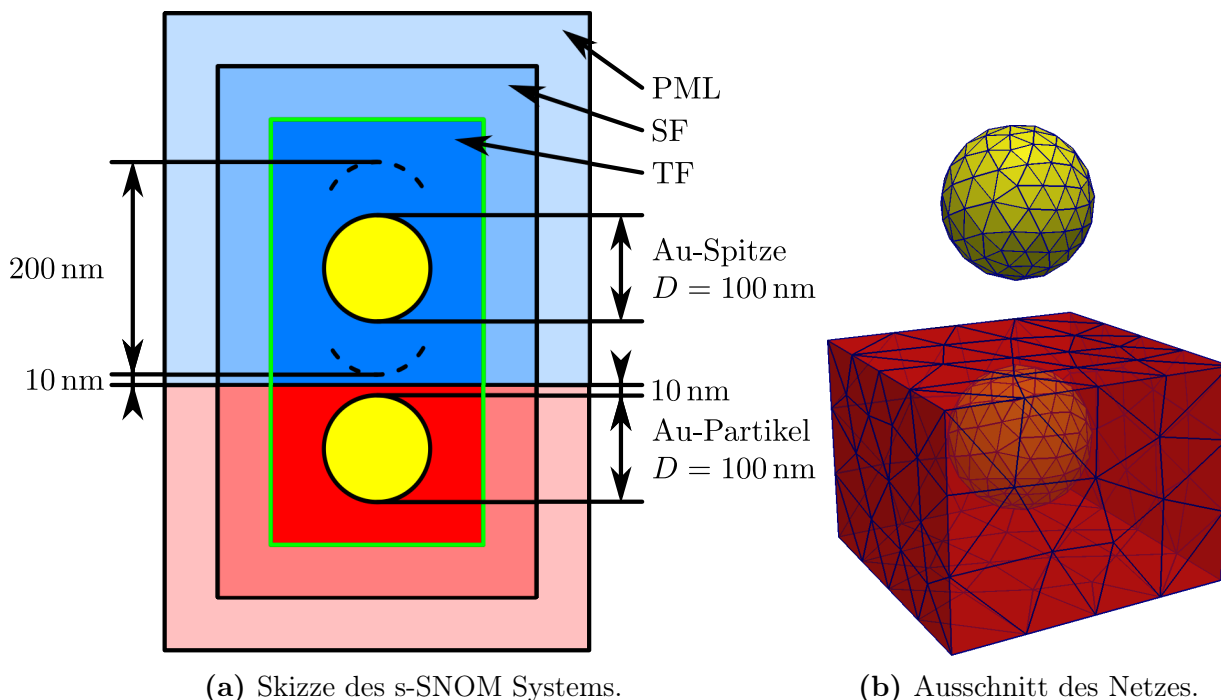 PML
SF
TF
200 nm
Au-Spitze
D = 100 nm
10 nm
10 nm
Au-Partikel
D = 100 nm
(a) Skizze des s-SNOM Systems.
(b) Ausschnitt des Netzes.